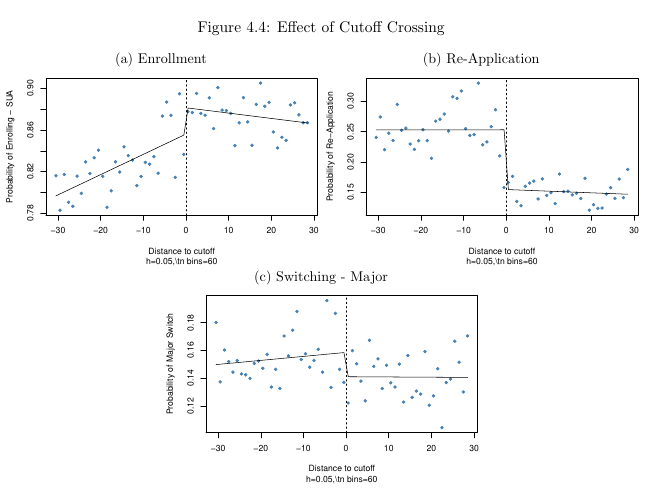 Figure 4.4: Effect of Cutoff Crossing
(a) Enrollment
Probability of Enrolling − SUA
0.78 0.82 0.86 0.90
−30 −20 −10 0 10 20 30
Distance to cutoff
h=0.05,\tn bins=60
(b) Re-Application
Probability of Re−Application
0.15 0.20 0.25 0.30
−30 −20 −10 0 10 20 30
Distance to cutoff
h=0.05,\tn bins=60
(c) Switching - Major
Probability of Major Switch
0.12 0.14 0.16 0.18
−30 −20 −10 0 10 20 30
Distance to cutoff
h=0.05,\tn bins=60